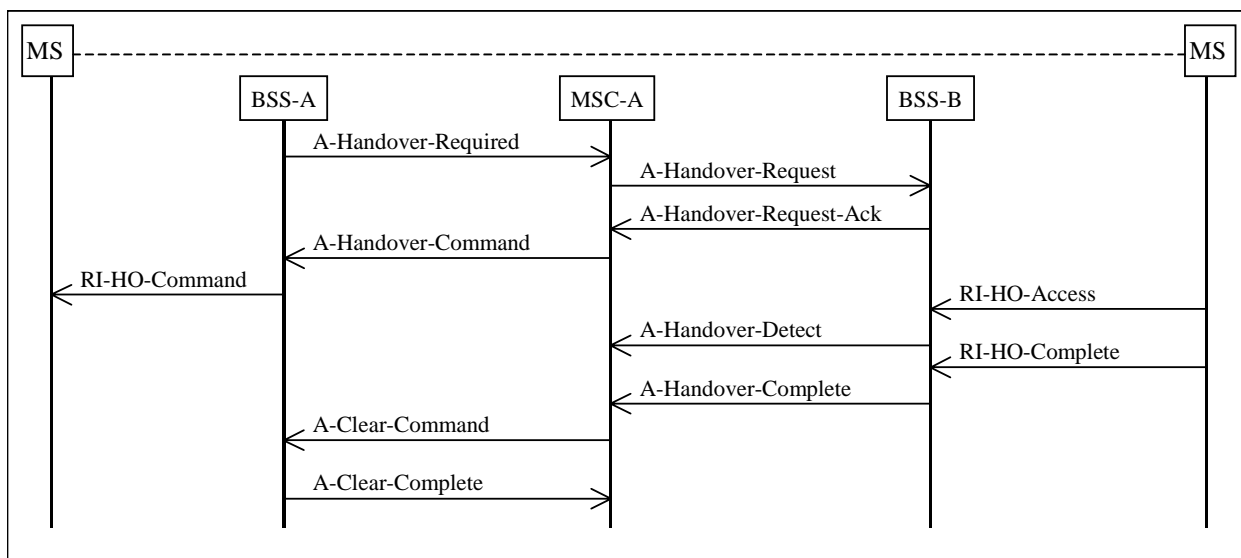 MS
MS
BSS-A
MSC-A
BSS-B
A-Handover-Required
A-Handover-Request
A-Handover-Request-Ack
A-Handover-Command
RI-HO-Command
RI-HO-Access
A-Handover-Detect
RI-HO-Complete
A-Handover-Complete
A-Clear-Command
A-Clear-Complete